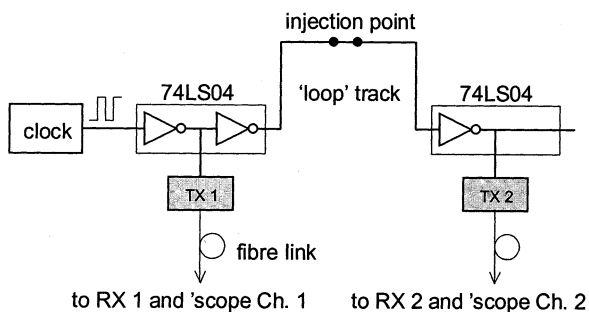 injection point
'loop' track
74LS04
74LS04
clock
TX 1
TX 2
fibre link
to RX 1 and 'scope Ch. 1
to RX 2 and 'scope Ch. 2